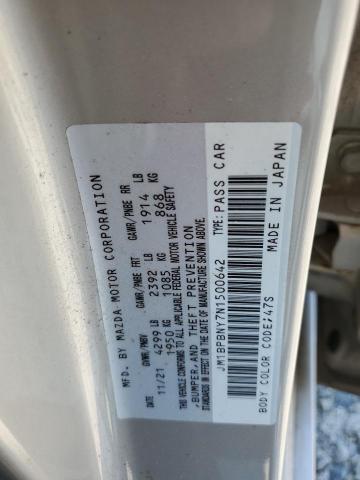 MFD. BY MAZDA MOTOR CORPORATION
DATE GVWR/PNBV GAWR/PNBE FRT GAWR/PNBE RR
11/21 4299 LB 2392 LB 1914 LB
1950 KG 1085 KG 868 KG
THIS VEHICLE CONFORMS TO ALL APPLICABLE FEDERAL MOTOR VEHICLE SAFETY
, BUMPER, AND THEFT PREVENTION
STANDARDS IN EFFECT ON THE DATE OF MANUFACTURE SHOWN ABOVE.
JM1BPBNY7N1500642 TYPE: PASS CAR
BODY COLOR CODE:47S MADE IN JAPAN